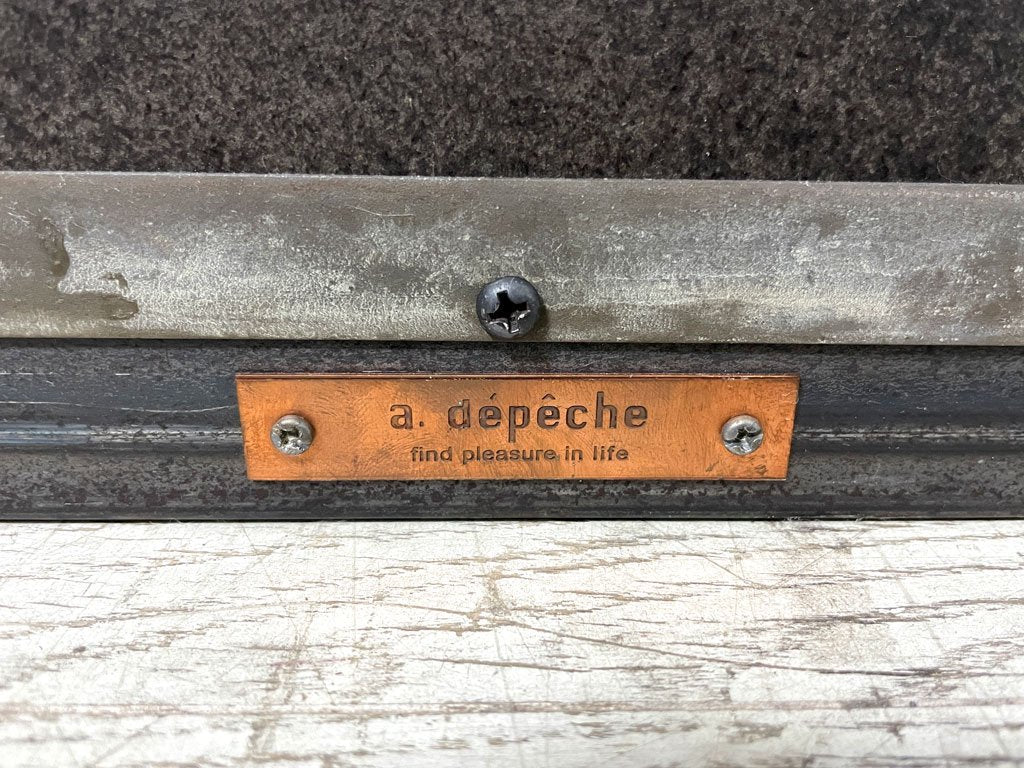 a. dépêche
find pleasure in life